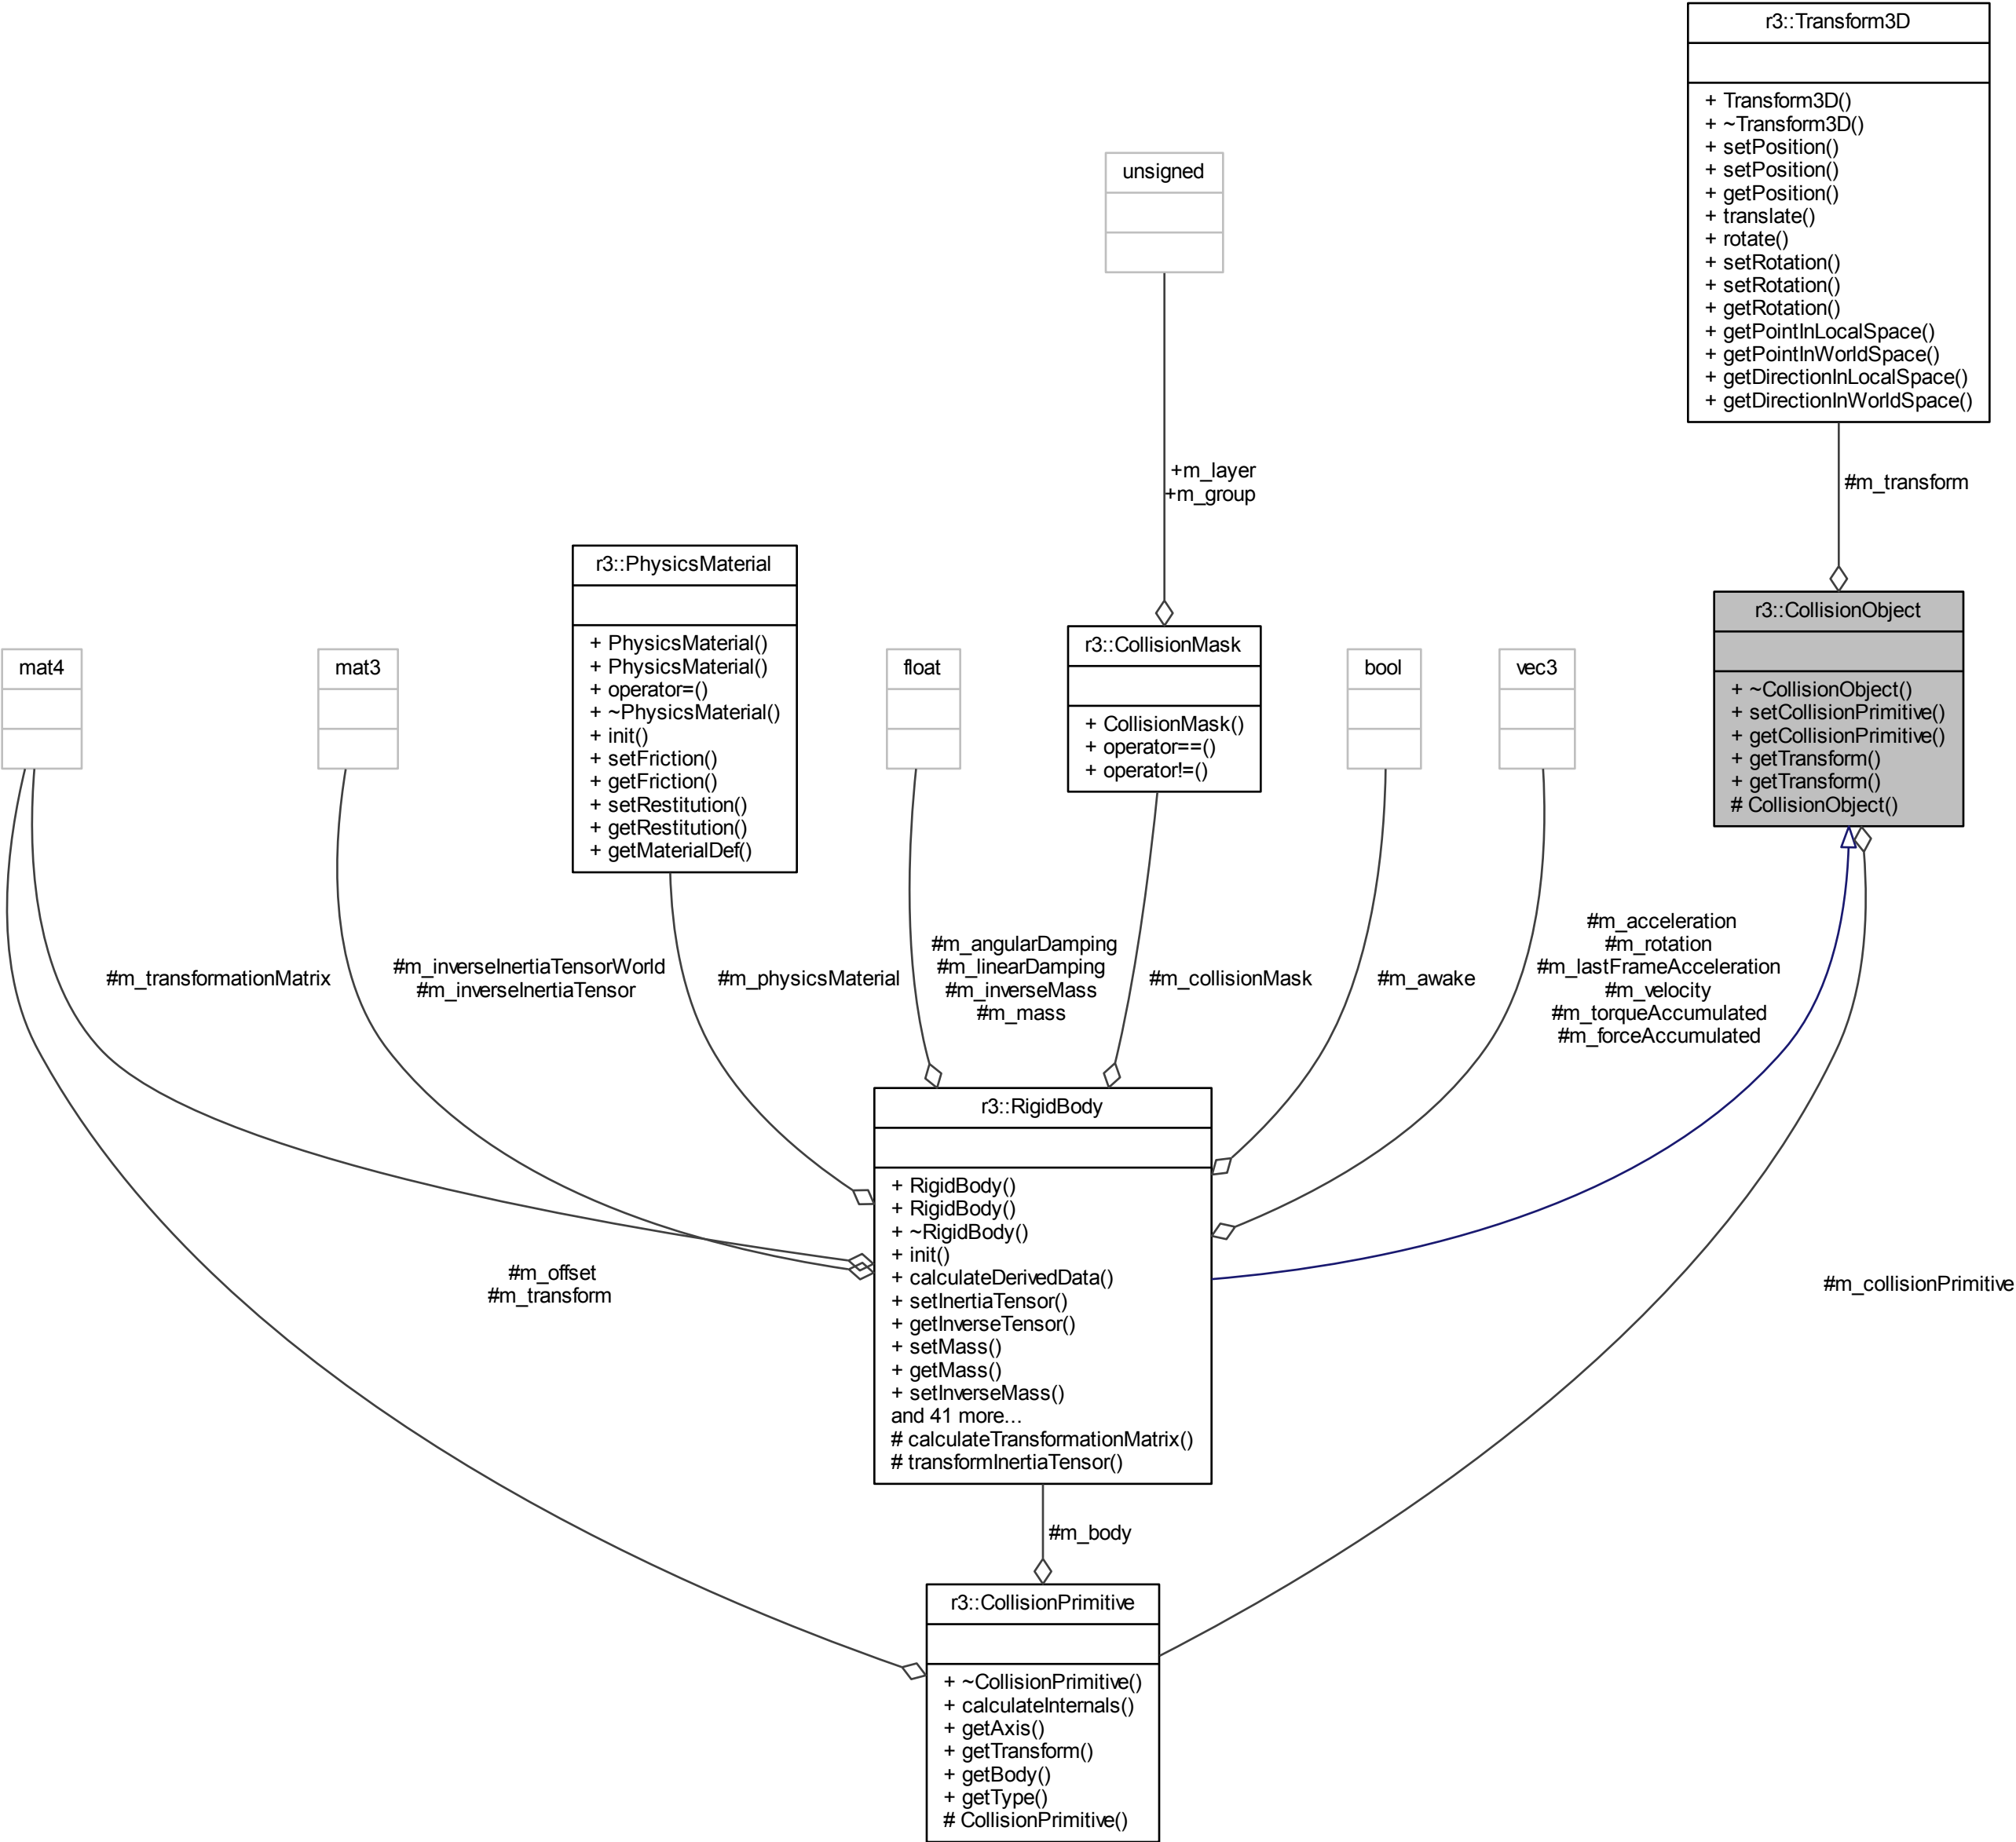 r3::Transform3D
+ Transform3D()
+ ~Transform3D()
+ setPosition()
+ setPosition()
+ getPosition()
+ translate()
+ rotate()
+ setRotation()
+ setRotation()
+ getRotation()
+ getPointInLocalSpace()
+ getPointInWorldSpace()
+ getDirectionInLocalSpace()
+ getDirectionInWorldSpace()
unsigned
+m_layer
+m_group
#m_transform
r3::PhysicsMaterial
+ PhysicsMaterial()
+ PhysicsMaterial()
+ operator=()
+ ~PhysicsMaterial()
+ init()
+ setFriction()
+ getFriction()
+ setRestitution()
+ getRestitution()
+ getMaterialDef()
r3::CollisionObject
+ ~CollisionObject()
+ setCollisionPrimitive()
+ getCollisionPrimitive()
+ getTransform()
+ getTransform()
# CollisionObject()
mat4
mat3
float
r3::CollisionMask
+ CollisionMask()
+ operator==()
+ operator!=()
bool
vec3
#m_transformationMatrix
#m_inverseInertiaTensorWorld
#m_inverseInertiaTensor
#m_physicsMaterial
#m_angularDamping
#m_linearDamping
#m_inverseMass
#m_mass
#m_collisionMask
#m_awake
#m_acceleration
#m_rotation
#m_lastFrameAcceleration
#m_velocity
#m_torqueAccumulated
#m_forceAccumulated
r3::RigidBody
+ RigidBody()
+ RigidBody()
+ ~RigidBody()
+ init()
+ calculateDerivedData()
+ setInertiaTensor()
+ getInverseTensor()
+ setMass()
+ getMass()
+ setInverseMass()
and 41 more...
# calculateTransformationMatrix()
# transformInertiaTensor()
#m_offset
#m_transform
#m_collisionPrimitive
#m_body
r3::CollisionPrimitive
+ ~CollisionPrimitive()
+ calculateInternals()
+ getAxis()
+ getTransform()
+ getBody()
+ getType()
# CollisionPrimitive()